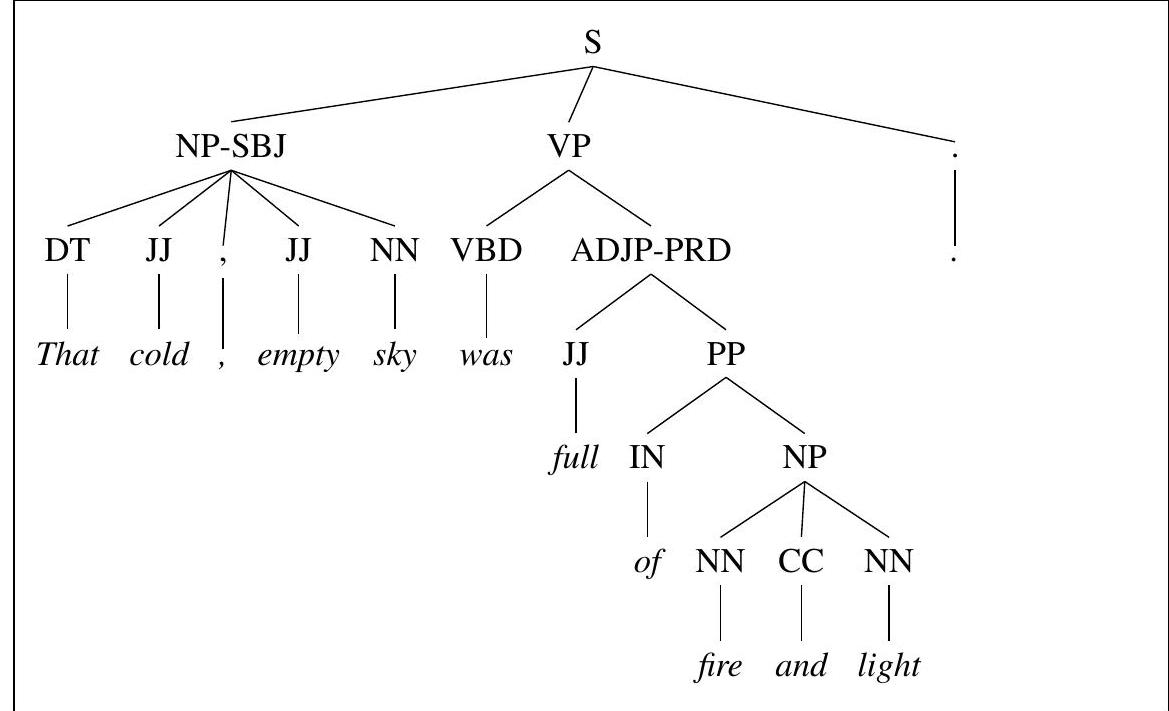 S
NP-SBJ VP .
DT JJ , JJ NN VBD ADJP-PRD .
That cold , empty sky was JJ PP
full IN NP
of NN CC NN
fire and light